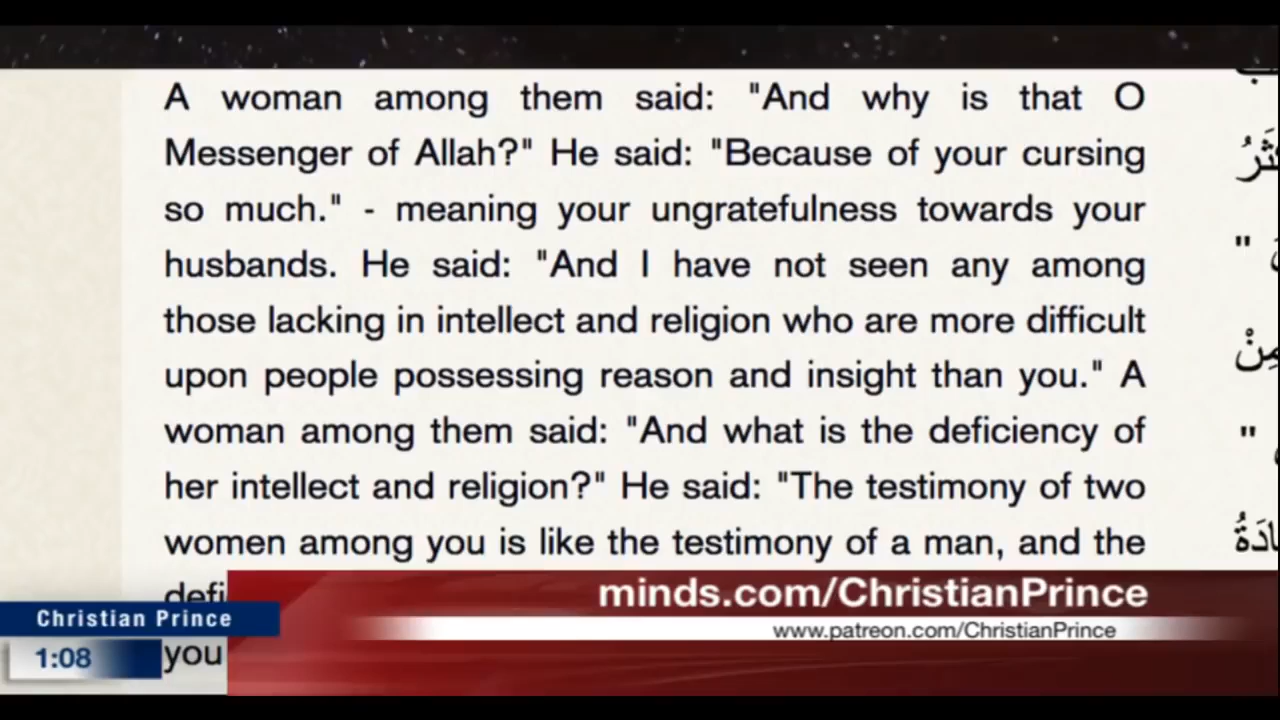 A woman among them said: "And why is that O
Messenger of Allah?" He said: "Because of your cursing
so much." - meaning your ungratefulness towards your
husbands. He said: "And I have not seen any among
those lacking in intellect and religion who are more difficult
upon people possessing reason and insight than you." A
woman among them said: "And what is the deficiency of
her intellect and religion?" He said: "The testimony of two
women among you is like the testimony of a man, and the
you
minds.com/ChristianPrince
www.patreon.com/ChristianPrince
Christian Prince
1:08